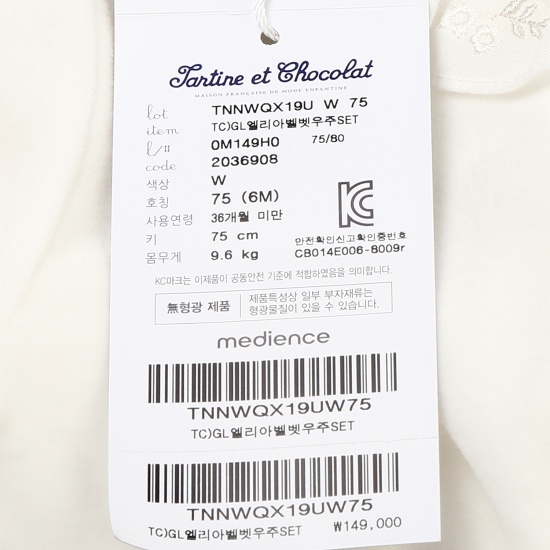 Tartine et Chocolat
MAISON FRANÇAISE DE MODE ENFANTINE
lot TNNWQX19U W 75
item TC)GL엘리아벨벳우주SET
l/# 0M149H0 75/80
code 2036908
색상 W
호칭 75 (6M)
사용연령 36개월 미만
키 75 cm
몸무게 9.6 kg
안전확인신고확인증번호
CB014E006-8009r
KC마크는 이제품이 공통안전 기준에 적합하였음을 의미합니다.
無형광 제품
제품특성상 일부 부자재류는
형광물질이 있을 수 있습니다.
medience
TNNWQX19UW75
TC)GL엘리아벨벳우주SET
TNNWQX19UW75
TC)GL엘리아벨벳우주SET ₩149,000